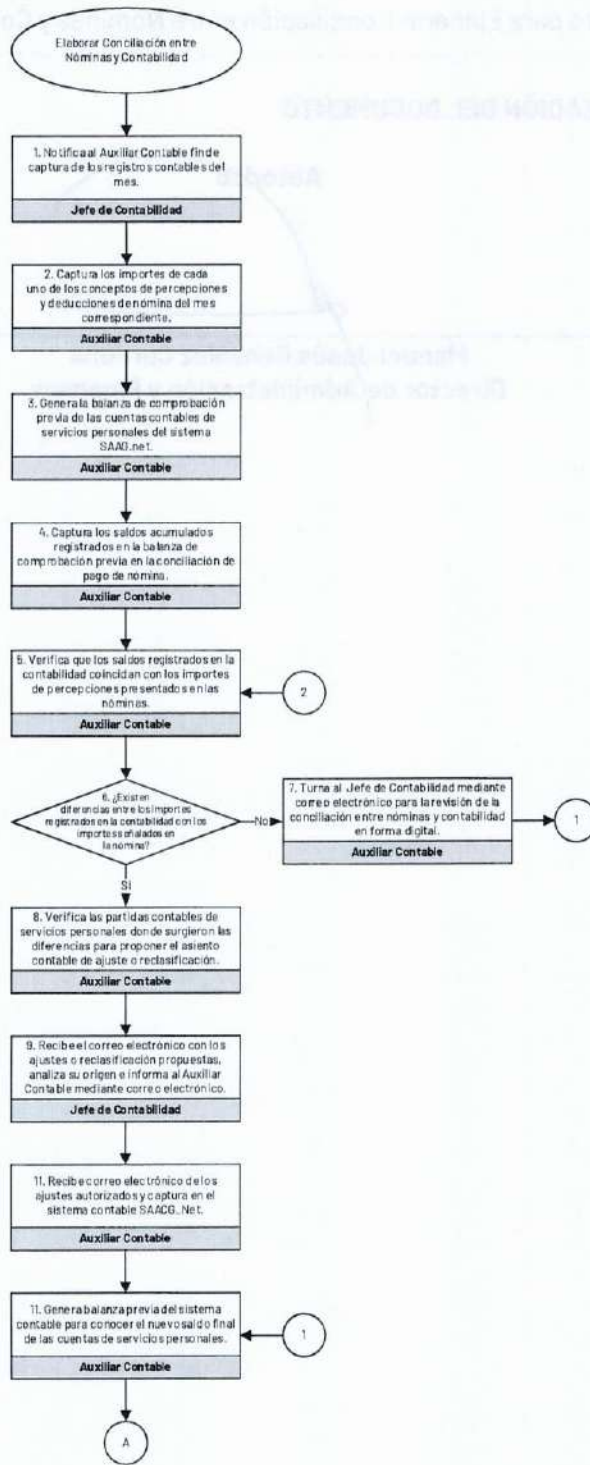 Elaborar Conciliación entre
Nóminas y Contabilidad
1. Notifica al Auxiliar Contable fin de
captura de los registros contables del
mes.
Jefe de Contabilidad
2. Captura los importes de cada
uno de los conceptos de percepciones
y deducciones de nómina del mes
correspondiente.
Auxiliar Contable
3. Genera la balanza de comprobación
previa de las cuentas contables de
servicios personales del sistema
SAAG.net.
Auxiliar Contable
4. Captura los saldos acumulados
registrados en la balanza de
comprobación previa en la conciliación de
pago de nómina.
Auxiliar Contable
5. Verifica que los saldos registrados en la
contabilidad coincidan con los importes
de percepciones presentados en las
nóminas.
Auxiliar Contable
2
6. ¿Existen
diferencias entre los importes
registrados en la contabilidad con los
importes señalados en
la nómina?
No
7. Turna al Jefe de Contabilidad mediante
correo electrónico para la revisión de la
conciliación entre nóminas y contabilidad
en forma digital.
Auxiliar Contable
1
Sí
8. Verifica las partidas contables de
servicios personales donde surgieron las
diferencias para proponer el asiento
contable de ajuste o reclasificación.
Auxiliar Contable
9. Recibe el correo electrónico con los
ajustes o reclasificación propuestas,
analiza su origen e informa al Auxiliar
Contable mediante correo electrónico.
Jefe de Contabilidad
11. Recibe correo electrónico de los
ajustes autorizados y captura en el
sistema contable SAACG_Net.
Auxiliar Contable
11. Genera balanza previa del sistema
contable para conocer el nuevo saldo final
de las cuentas de servicios personales.
Auxiliar Contable
1
A